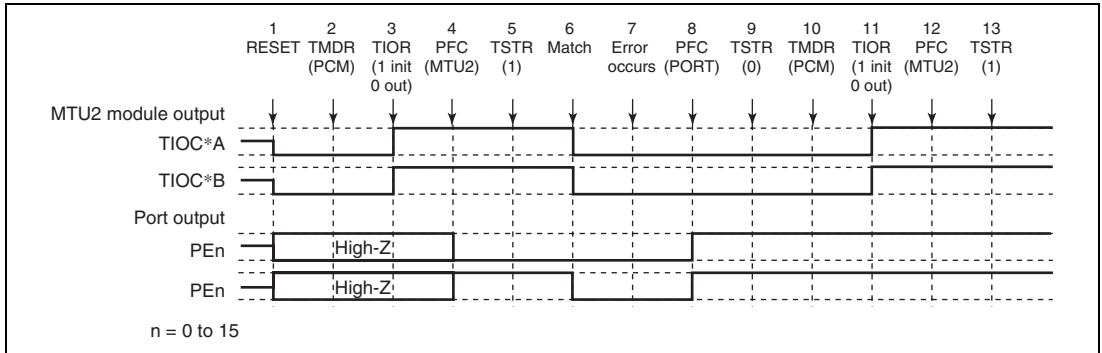 1 2 3 4 5 6 7 8 9 10 11 12 13
RESET TMDR TIOR PFC TSTR Match Error PFC TSTR TMDR TIOR PFC TSTR
(PCM) (1 init (MTU2) (1) occurs (PORT) (0) (PCM) (1 init (MTU2) (1)
0 out) 0 out)
MTU2 module output
TIOC*A
TIOC*B
Port output
PEn High-Z
PEn High-Z
n = 0 to 15